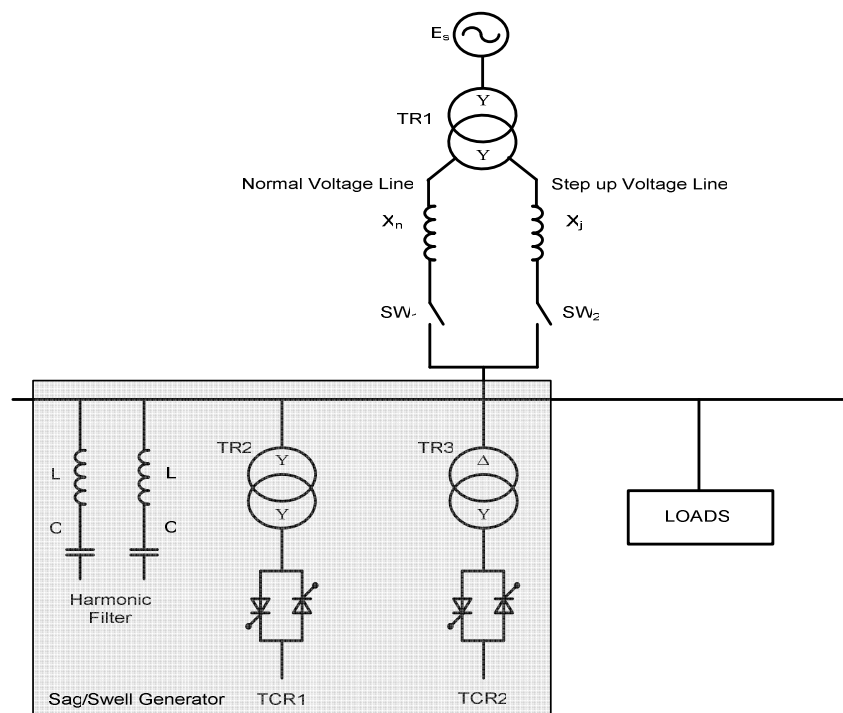 Es
Y
TR1
Y
Normal Voltage Line
Step up Voltage Line
Xn
Xj
SW1
SW2
TR2
Y
Y
TR3
Δ
Y
L
L
C
C
LOADS
Harmonic
Filter
Sag/Swell Generator
TCR1
TCR2